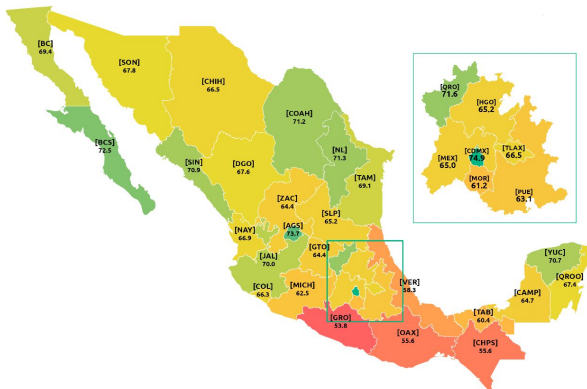 [BC]
69.4
[SON]
67.8
[CHIH]
66.5
[COAH]
71.2
[BCS]
72.5
[SIN]
70.9
[DGO]
67.6
[NL]
71.3
[TAM]
69.1
[ZAC]
64.4
[SLP]
65.2
[AGS]
73.7
[NAY]
66.9
[JAL]
70.0
[GTO]
64.4
[COL]
66.3
[MICH]
62.5
[GRO]
53.8
[VER]
58.3
[OAX]
55.6
[TAB]
60.4
[CHPS]
55.6
[CAMP]
64.7
[YUC]
70.7
[QROO]
67.4
[QRO]
71.6
[HGO]
65.2
[MEX]
65.0
[CDMX]
74.9
[TLAX]
66.5
[MOR]
61.2
[PUE]
63.1